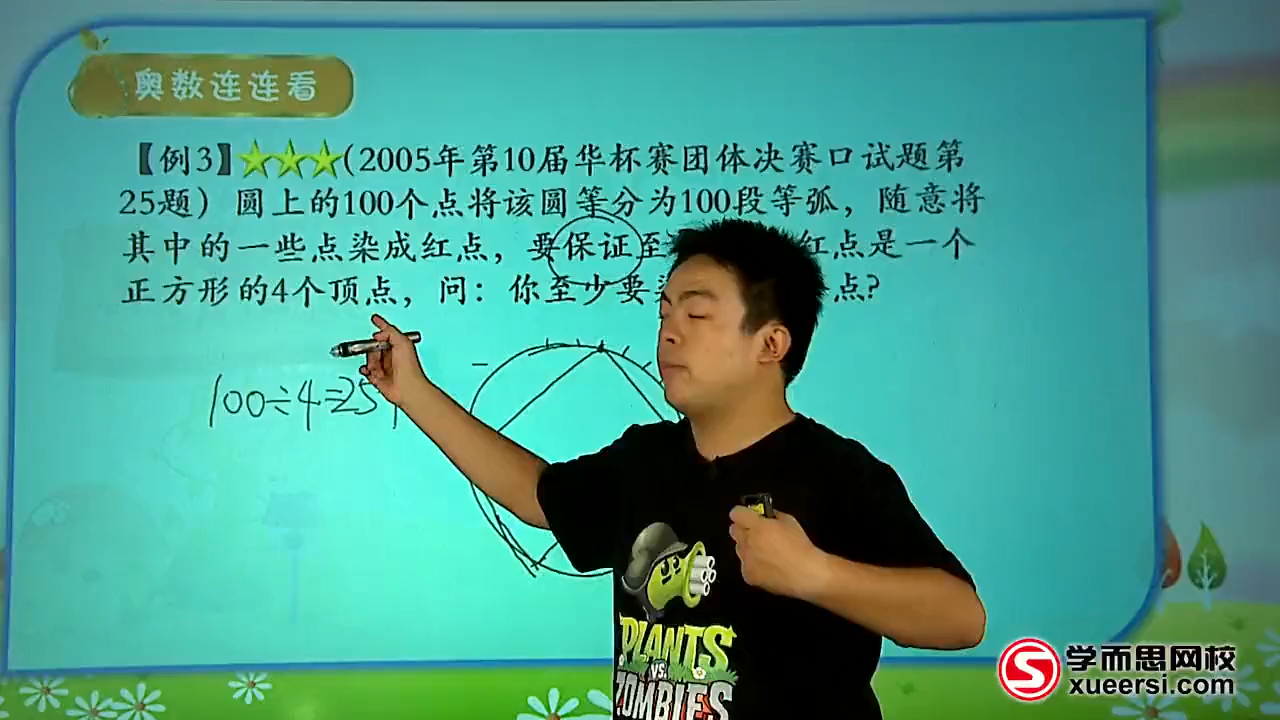 奥数连连看
【例3】★★★(2005年第10届华杯赛团体决赛口试题第
25题) 圆上的100个点将该圆等分为100段等弧，随意将
其中的一些点染成红点，要保证至 红点是一个
正方形的4个顶点，问：你至少要 点?
100÷4=25
PLANTS
VS
ZOMBIES
S 学而思网校
xueersi.com